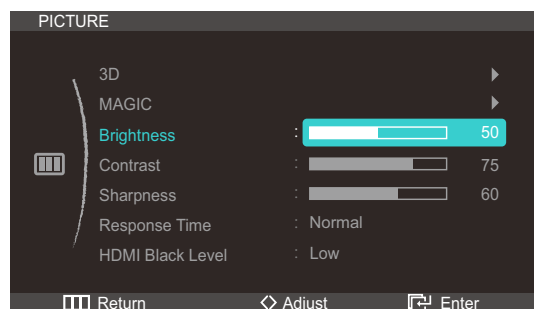 PICTURE
3D
MAGIC
Brightness : 50
Contrast : 75
Sharpness : 60
Response Time : Normal
HDMI Black Level : Low
Return Adjust Enter